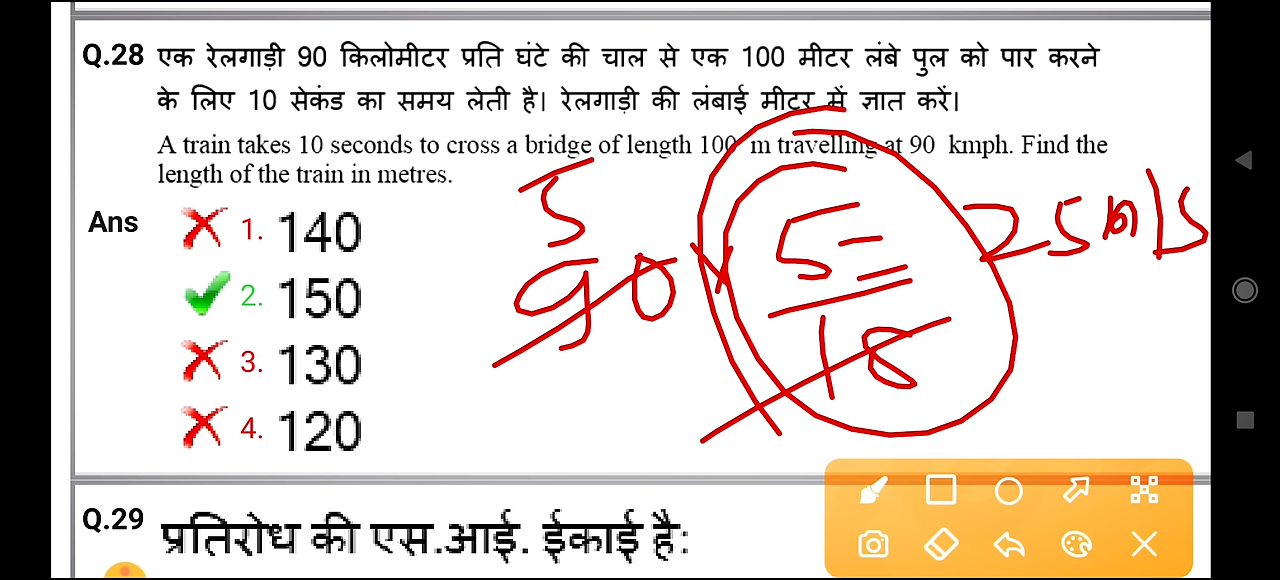 Q.28 एक रेलगाड़ी 90 किलोमीटर प्रति घंटे की चाल से एक 100 मीटर लंबे पुल को पार करने
के लिए 10 सेकंड का समय लेती है। रेलगाड़ी की लंबाई मीटर में ज्ञात करें।
A train takes 10 seconds to cross a bridge of length 100 m travelling at 90 kmph. Find the
length of the train in metres.
Ans 1. 140
2. 150
3. 130
4. 120
5
90 × 5
18
25 m/s
Q.29 प्रतिरोध की एस.आई. ईकाई है: